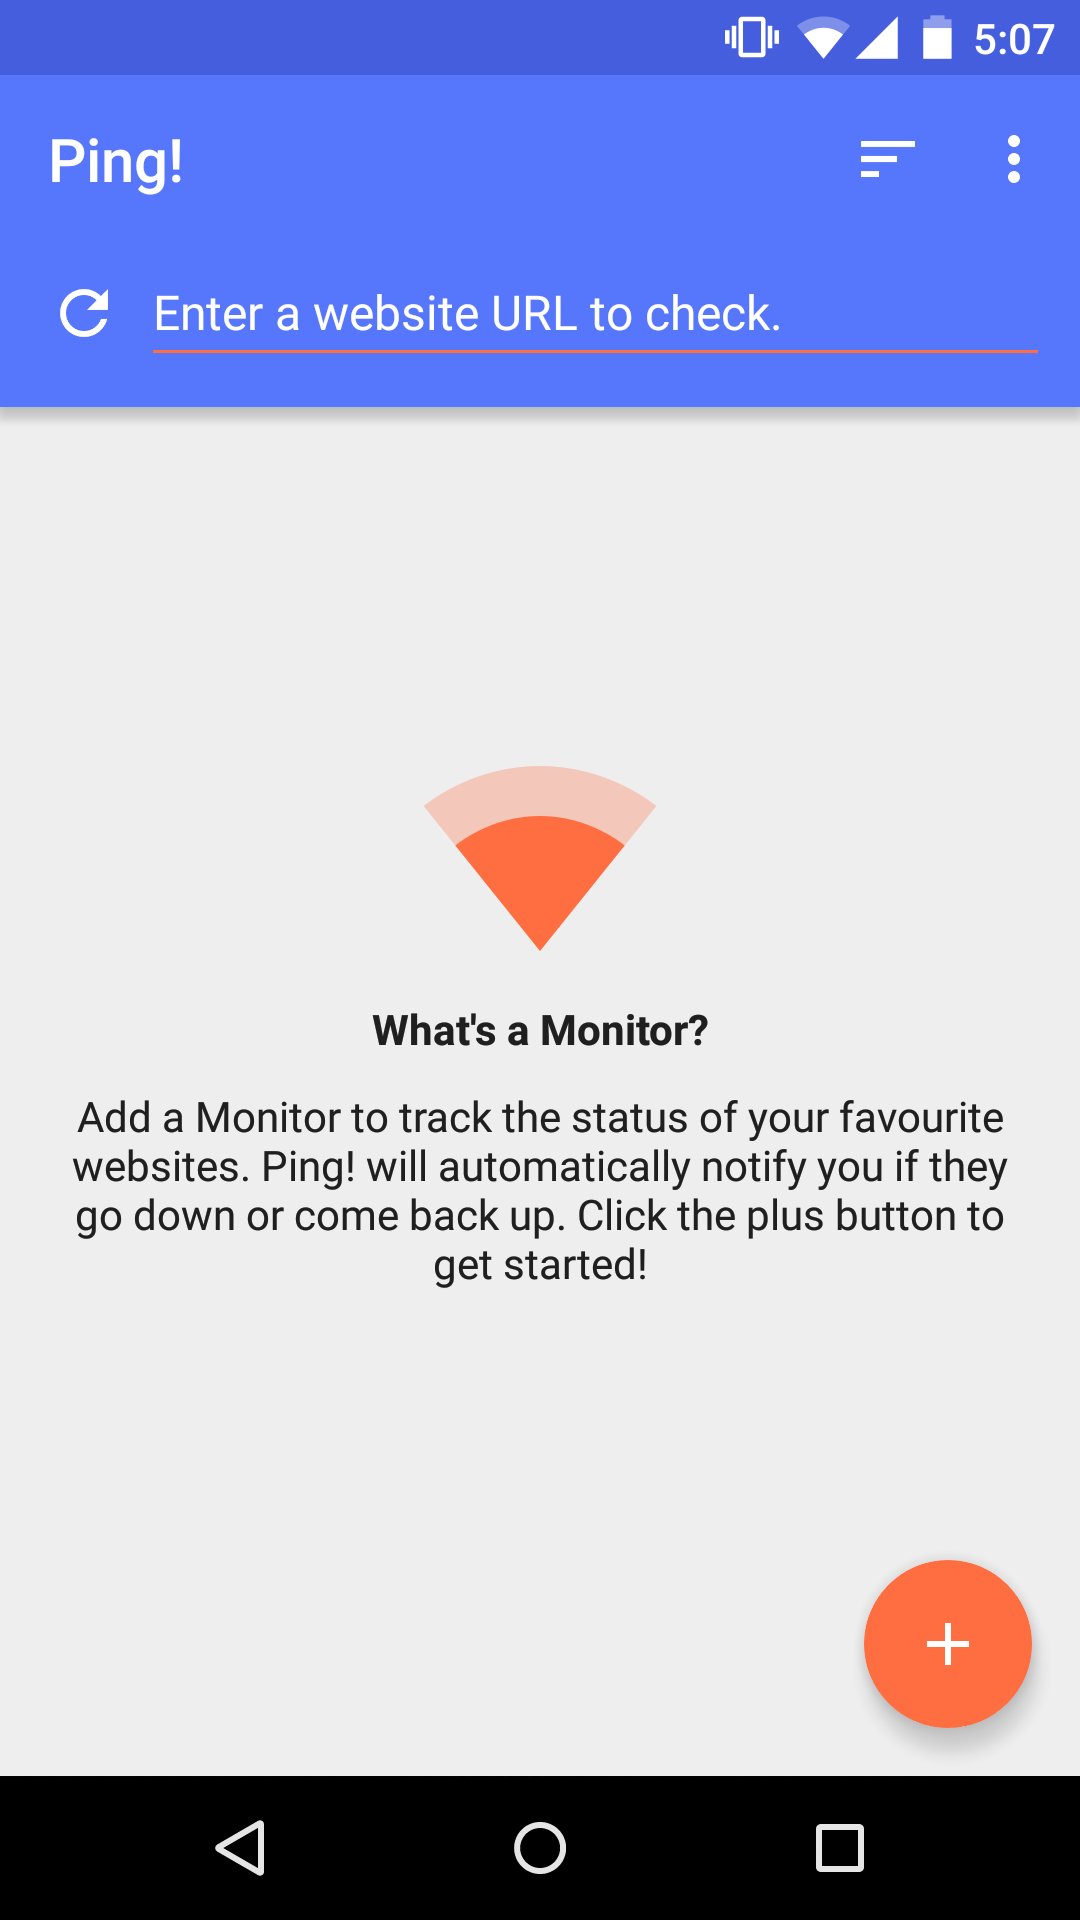 5:07
Ping!
Enter a website URL to check.
What's a Monitor?
Add a Monitor to track the status of your favourite
websites. Ping! will automatically notify you if they
go down or come back up. Click the plus button to
get started!